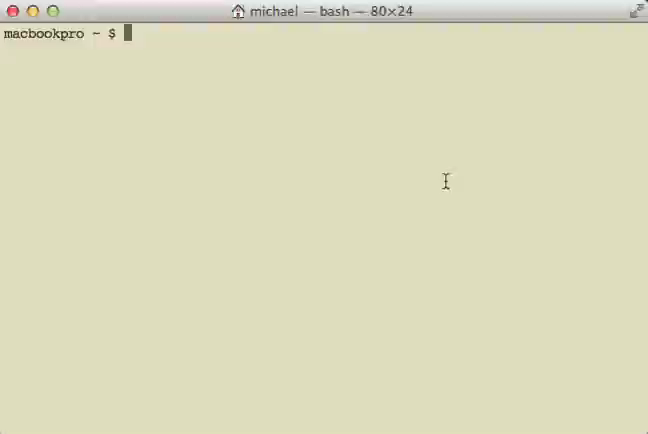 michael — bash — 80×24
macbookpro ~ $